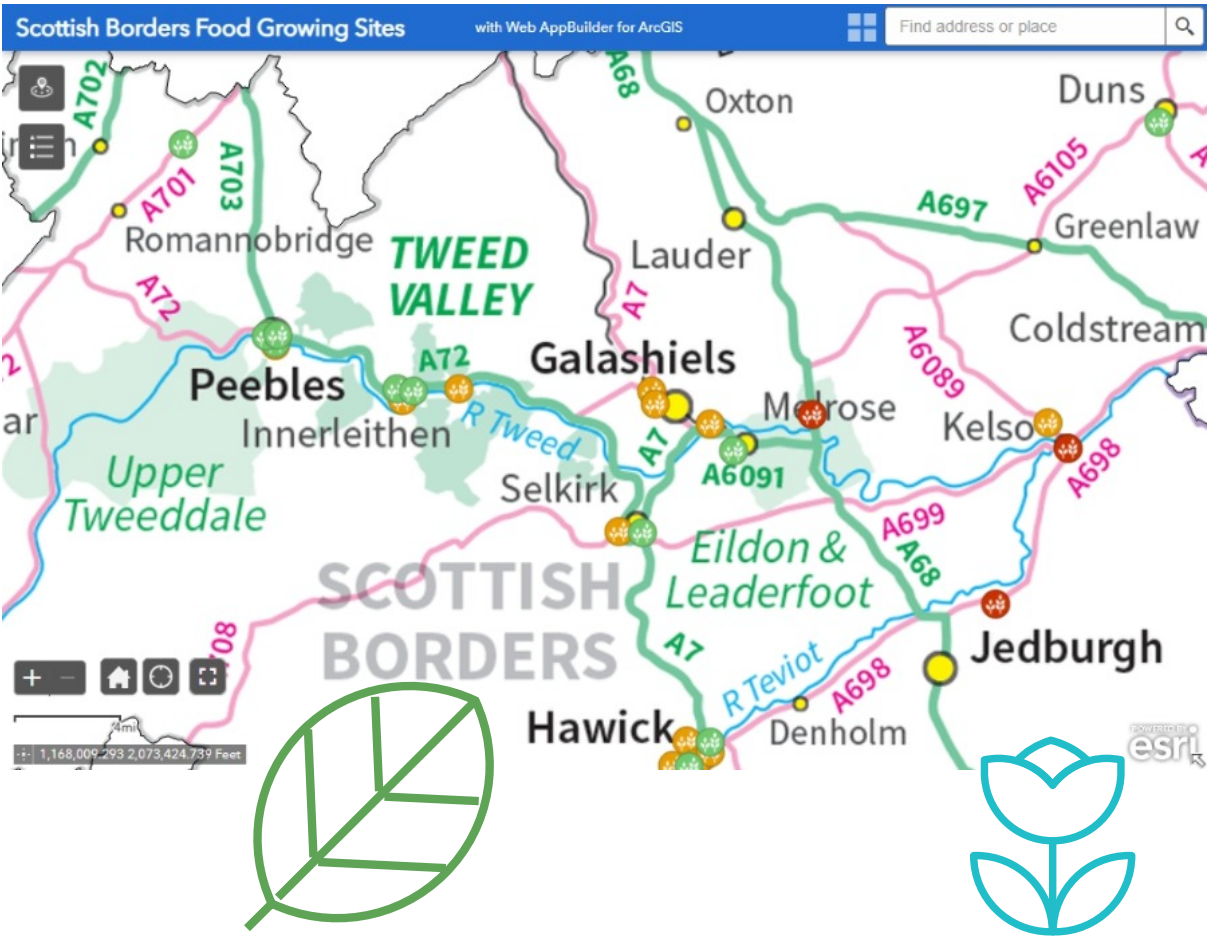 Scottish Borders Food Growing Sites
with Web AppBuilder for ArcGIS
Find address or place
A702
A68
Oxton
Duns
A701
A703
A6105
A697
Romannobridge
TWEED
VALLEY
Lauder
Greenlaw
A72
A7
Coldstream
A6089
Galashiels
A72
Peebles
Melrose
Kelso
Innerleithen
R Tweed
A7
A6091
A698
Upper
Tweeddale
Selkirk
A699
Eildon &
Leaderfoot
A68
SCOTTISH
BORDERS
A7
Jedburgh
R Teviot
A698
Hawick
Denholm
4mi
1,168,009.293 2,073,424.739 Feet
POWERED BY
esri